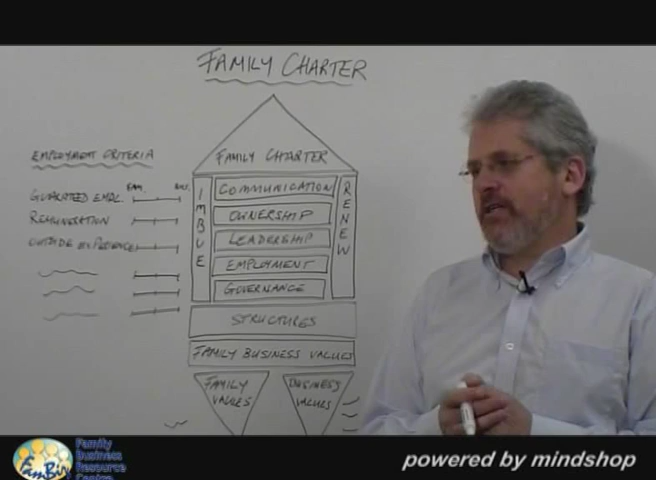 FAMILY CHARTER
FAMILY CHARTER
EMPLOYMENT CRITERIA
FAM. BUS.
GUARANTEED EMPL.
REMUNERATION
OUTSIDE EXPERIENCE
IMBUE
COMMUNICATION
OWNERSHIP
LEADERSHIP
EMPLOYMENT
GOVERNANCE
RENEW
STRUCTURES
FAMILY BUSINESS VALUES
FAMILY VALUES
BUSINESS VALUES
FamBiz
Family
Business
Resource
Centre
powered by mindshop